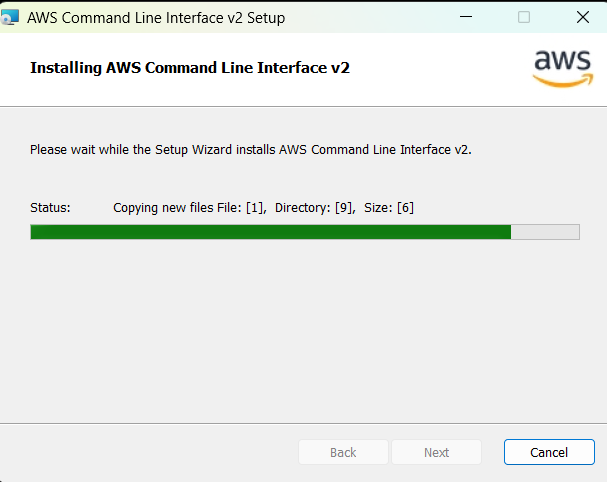 AWS Command Line Interface v2 Setup
Installing AWS Command Line Interface v2
aws
Please wait while the Setup Wizard installs AWS Command Line Interface v2.
Status: Copying new files File: [1], Directory: [9], Size: [6]
Back Next Cancel